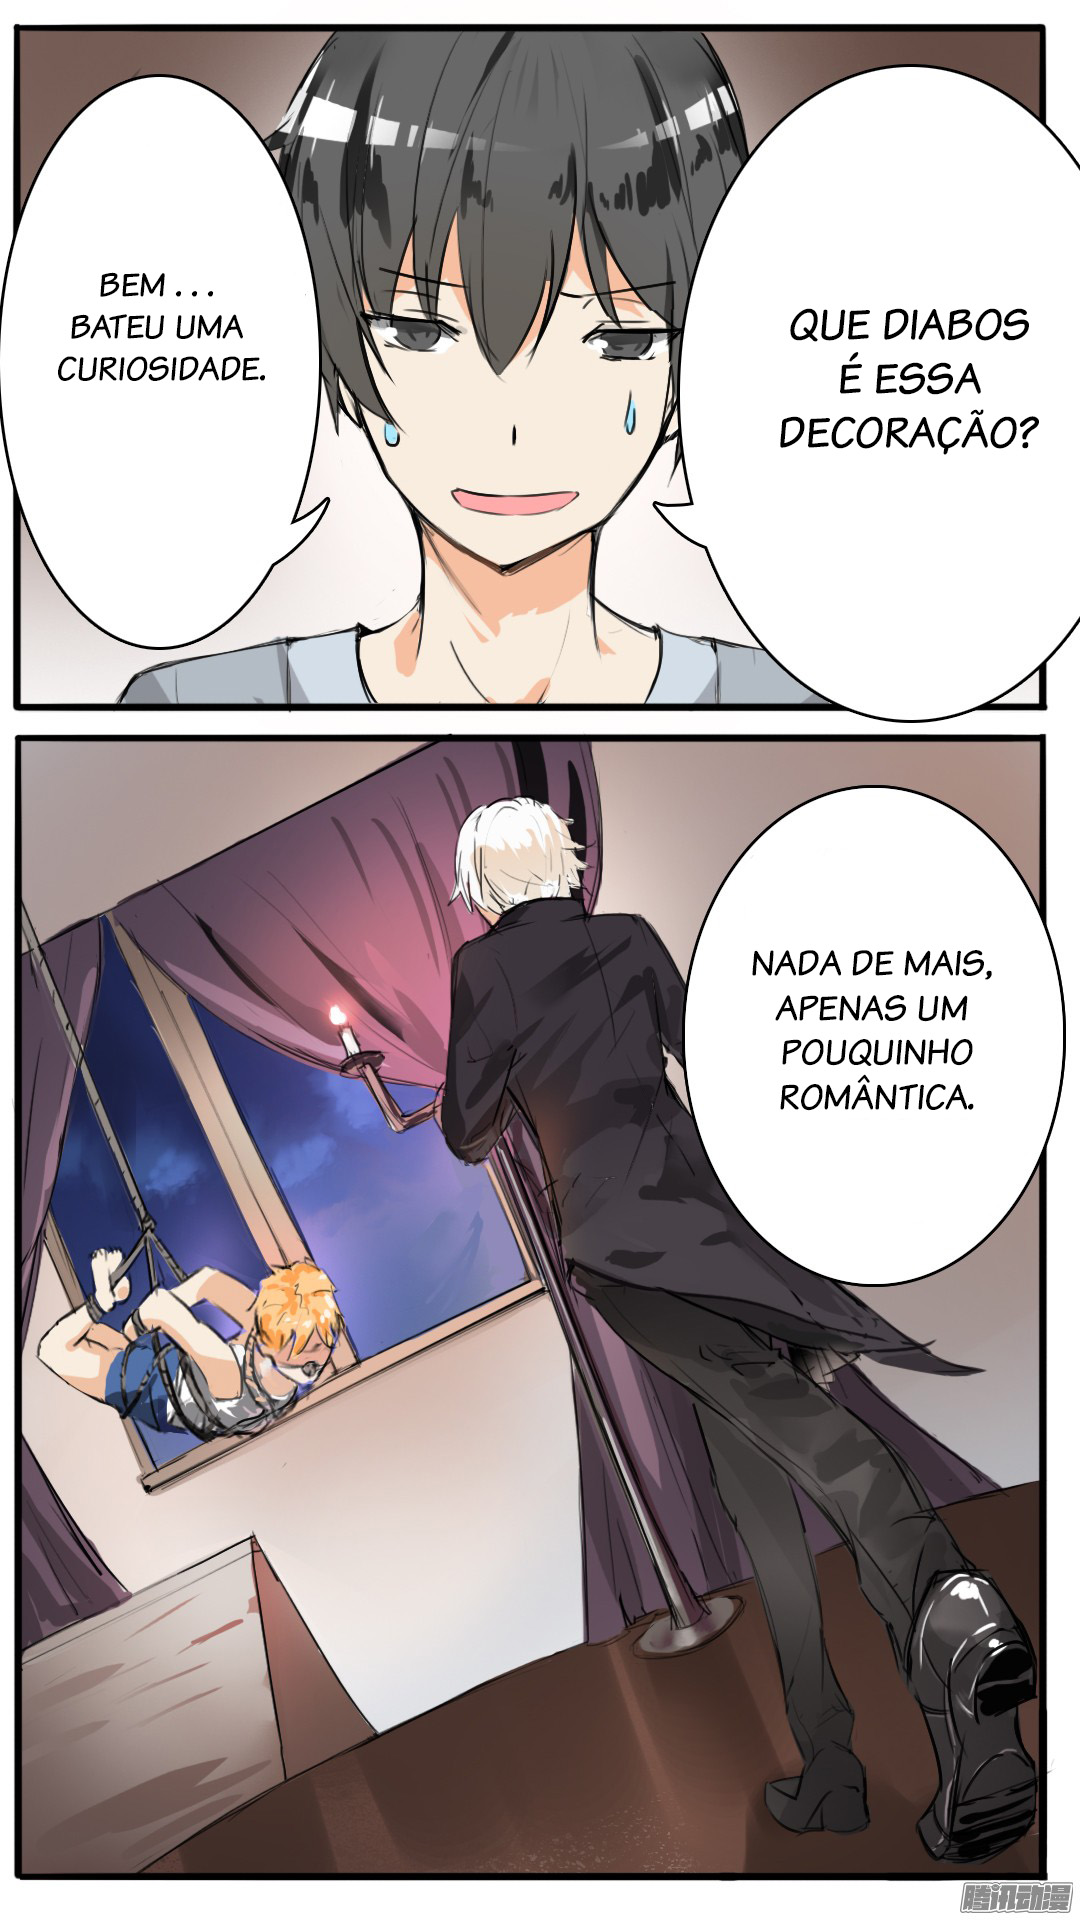 BEM . . .
BATEU UMA
CURIOSIDADE.
QUE DIABOS
É ESSA
DECORAÇÃO?
NADA DE MAIS,
APENAS UM
POUQUINHO
ROMÂNTICA.
腾讯动漫